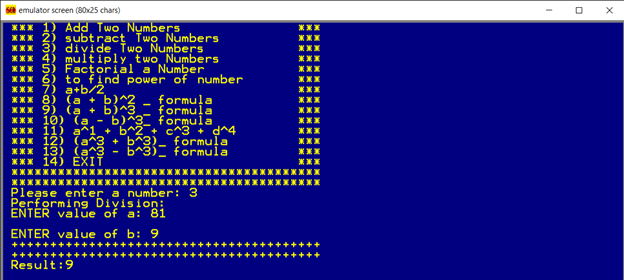 emulator screen (80x25 chars)
*** 1) Add Two Numbers ***
*** 2) subtract Two Numbers ***
*** 3) divide Two Numbers ***
*** 4) multiply two Numbers ***
*** 5) Factorial a Number ***
*** 6) to find power of number ***
*** 7) a+b/2 ***
*** 8) (a + b)^2 _ formula ***
*** 9) (a + b)^3 _ formula ***
*** 10) (a - b)^3_ formula ***
*** 11) a^1 + b^2 + c^3 + d^4 ***
*** 12) (a^3 + b^3)_ formula ***
*** 13) (a^3 - b^3)_ formula ***
*** 14) EXIT ***
****************************************
****************************************
Please enter a number: 3
Performing Division:
ENTER value of a: 81
ENTER value of b: 9
++++++++++++++++++++++++++++++++++++++++
++++++++++++++++++++++++++++++++++++++++
Result:9